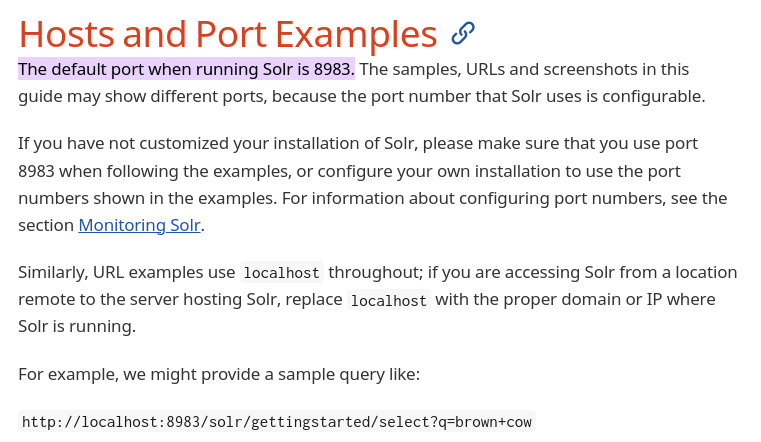 Hosts and Port Examples
The default port when running Solr is 8983. The samples, URLs and screenshots in this
guide may show different ports, because the port number that Solr uses is configurable.
If you have not customized your installation of Solr, please make sure that you use port
8983 when following the examples, or configure your own installation to use the port
numbers shown in the examples. For information about configuring port numbers, see the
section Monitoring Solr.
Similarly, URL examples use localhost throughout; if you are accessing Solr from a location
remote to the server hosting Solr, replace localhost with the proper domain or IP where
Solr is running.
For example, we might provide a sample query like:
http://localhost:8983/solr/gettingstarted/select?q=brown+cow